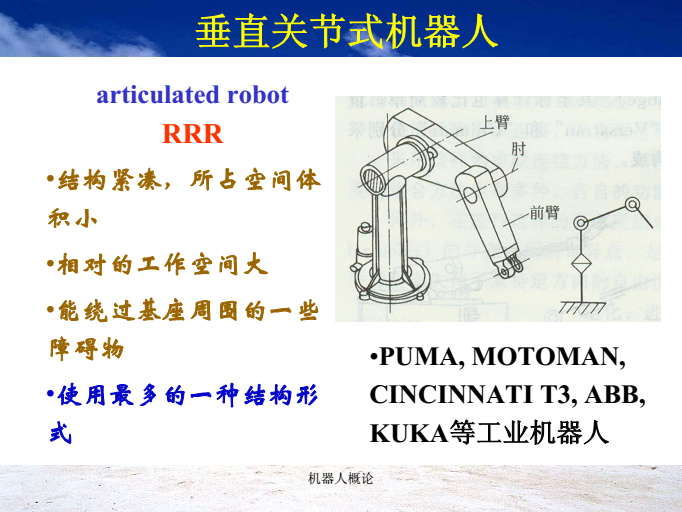 垂直关节式机器人
articulated robot
RRR
•结构紧凑，所占空间体
积小
•相对的工作空间大
•能绕过基座周围的一些
障碍物
•使用最多的一种结构形
式
上臂
肘
前臂
•PUMA, MOTOMAN,
CINCINNATI T3, ABB,
KUKA等工业机器人
机器人概论